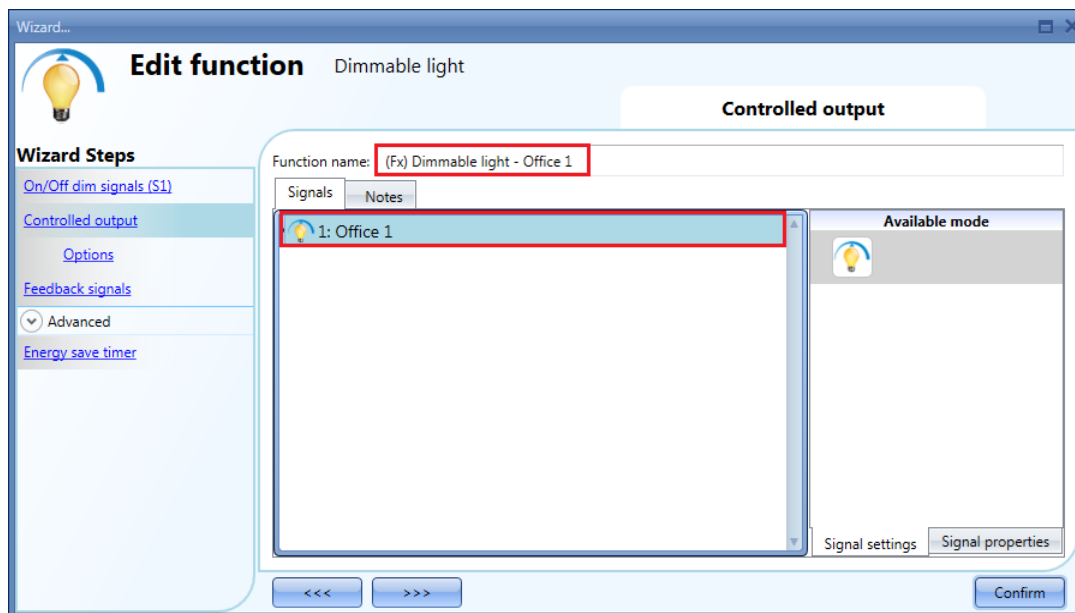 Wizard...
Edit function Dimmable light
Controlled output
Wizard Steps
On/Off dim signals (S1)
Controlled output
Options
Feedback signals
Advanced
Energy save timer
Function name: (Fx) Dimmable light - Office 1
Signals Notes
1: Office 1
Available mode
Signal settings Signal properties
<<< >>> Confirm